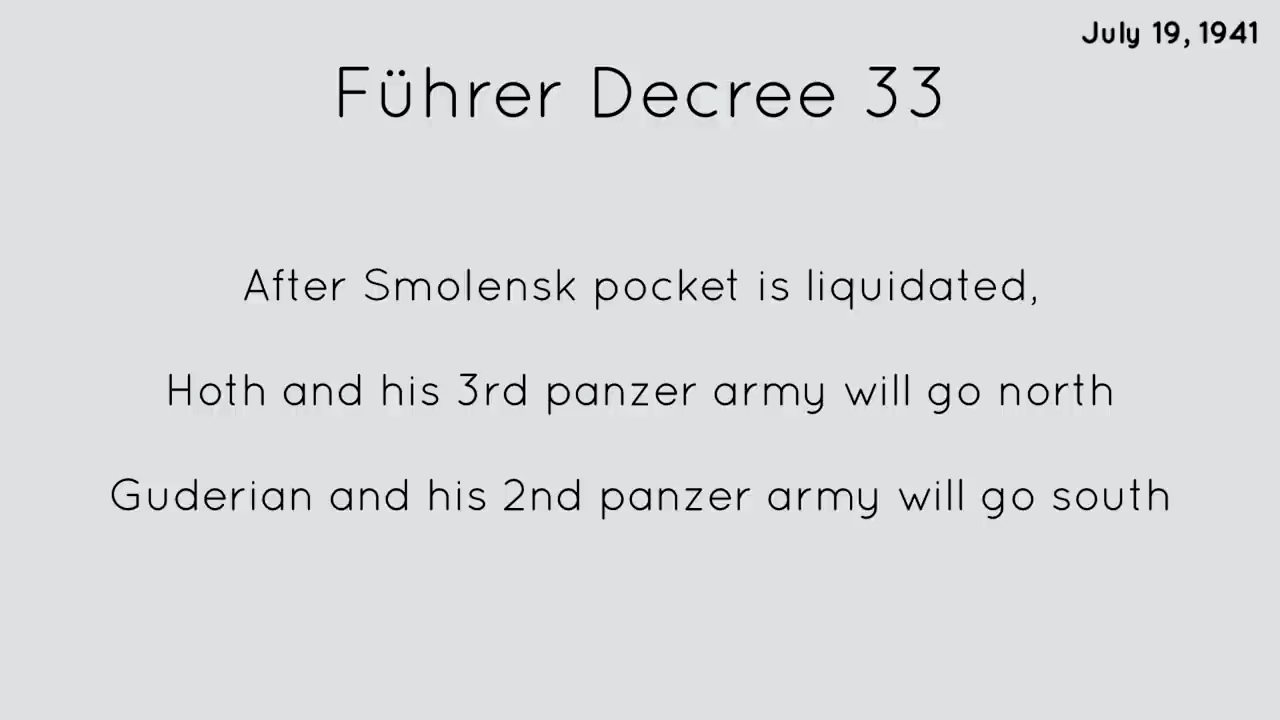 July 19, 1941
Führer Decree 33
After Smolensk pocket is liquidated,
Hoth and his 3rd panzer army will go north
Guderian and his 2nd panzer army will go south